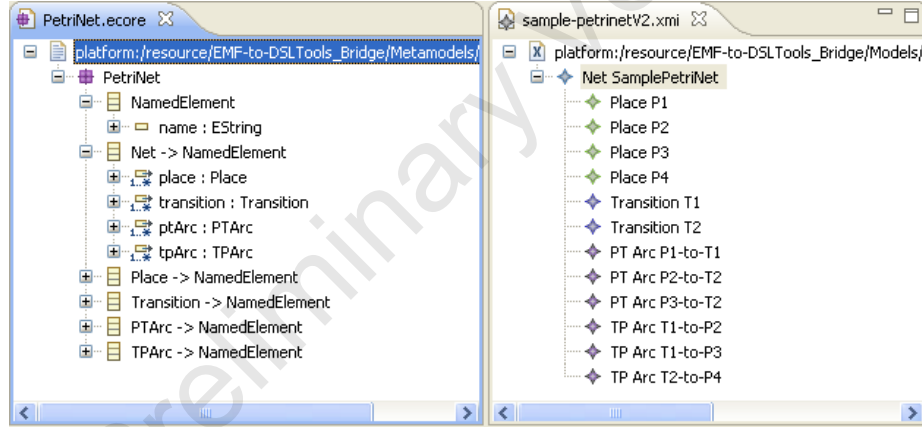 PetriNet.ecore
platform:/resource/EMF-to-DSLTools_Bridge/Metamodels/
PetriNet
NamedElement
name : EString
Net -> NamedElement
1..* place : Place
1..* transition : Transition
1..* ptArc : PTArc
1..* tpArc : TPArc
Place -> NamedElement
Transition -> NamedElement
PTArc -> NamedElement
TPArc -> NamedElement
sample-petrinetV2.xmi
platform:/resource/EMF-to-DSLTools_Bridge/Models/
Net SamplePetriNet
Place P1
Place P2
Place P3
Place P4
Transition T1
Transition T2
PT Arc P1-to-T1
PT Arc P2-to-T2
PT Arc P3-to-T2
TP Arc T1-to-P2
TP Arc T1-to-P3
TP Arc T2-to-P4
Preliminary